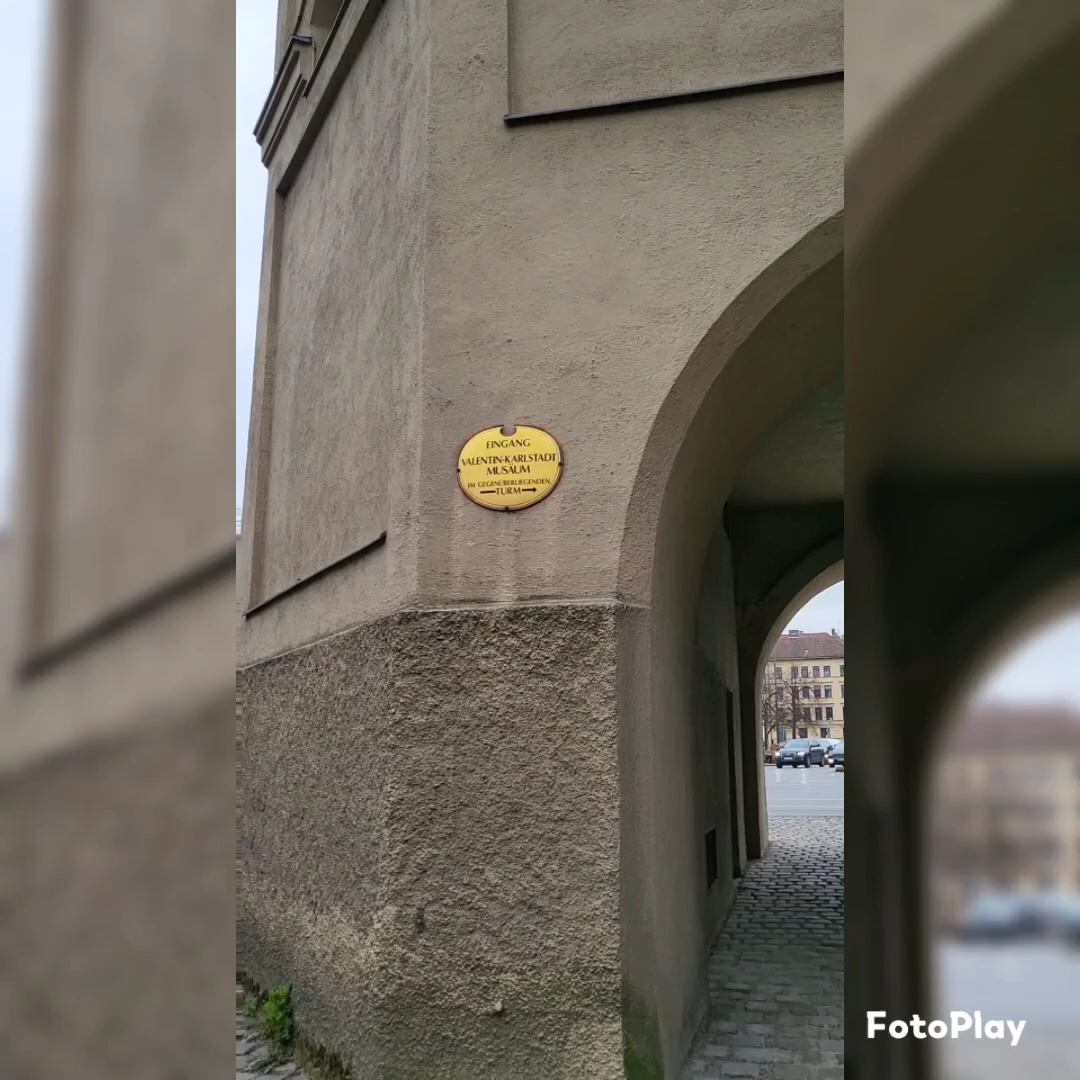 EINGANG
VALENTIN-KARLSTADT
MUSÄUM
IM GEGENÜBERLIEGENDEN
TURM
FotoPlay